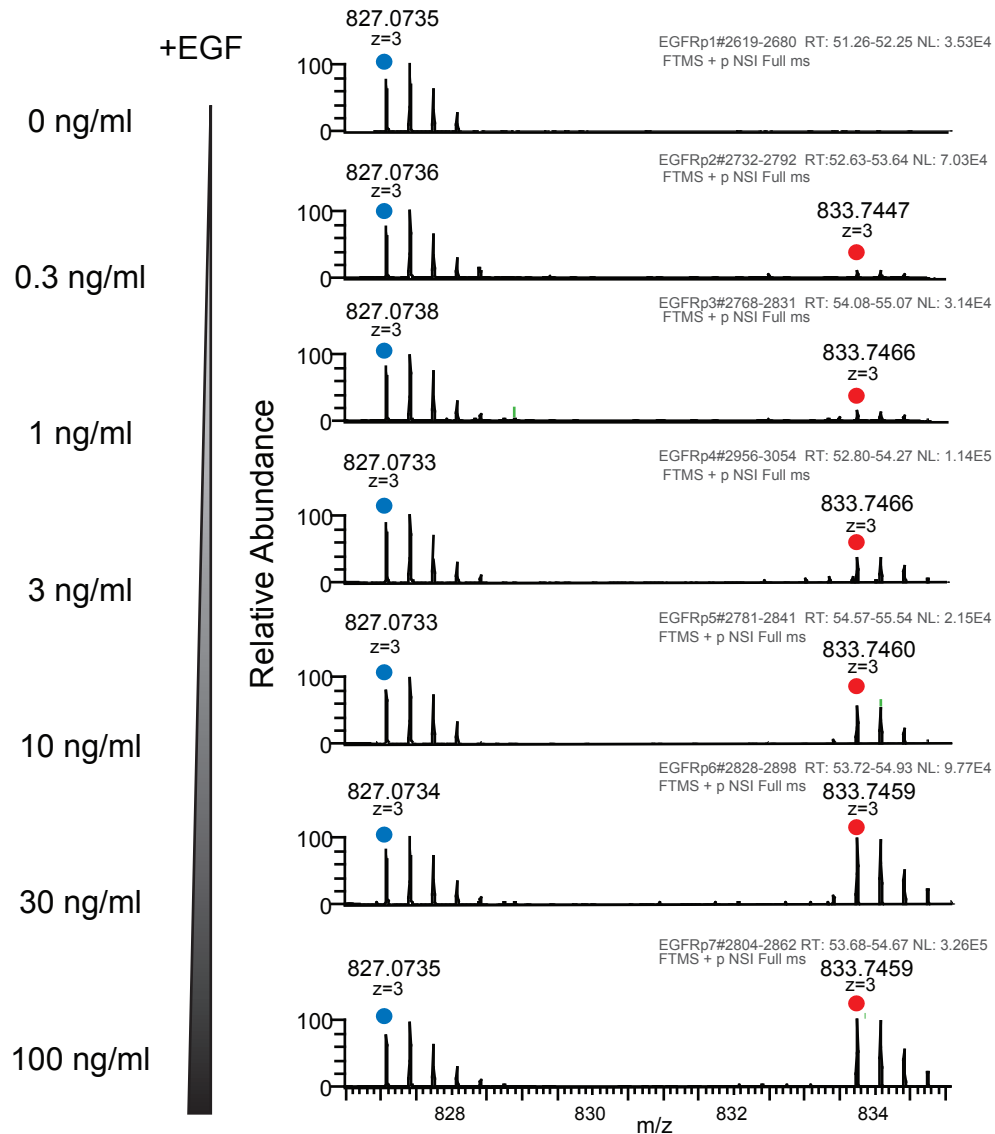 +EGF
0 ng/ml
0.3 ng/ml
1 ng/ml
3 ng/ml
10 ng/ml
30 ng/ml
100 ng/ml
Relative Abundance
827.0735
z=3
EGFRp1#2619-2680 RT: 51.26-52.25 NL: 3.53E4
FTMS + p NSI Full ms
100
0
EGFRp2#2732-2792 RT:52.63-53.64 NL: 7.03E4
FTMS + p NSI Full ms
827.0736
z=3
833.7447
z=3
100
0
EGFRp3#2768-2831 RT: 54.08-55.07 NL: 3.14E4
FTMS + p NSI Full ms
827.0738
z=3
833.7466
z=3
100
0
EGFRp4#2956-3054 RT: 52.80-54.27 NL: 1.14E5
FTMS + p NSI Full ms
827.0733
z=3
833.7466
z=3
100
0
EGFRp5#2781-2841 RT: 54.57-55.54 NL: 2.15E4
FTMS + p NSI Full ms
827.0733
z=3
833.7460
z=3
100
0
EGFRp6#2828-2898 RT: 53.72-54.93 NL: 9.77E4
FTMS + p NSI Full ms
827.0734
z=3
833.7459
z=3
100
0
EGFRp7#2804-2862 RT: 53.68-54.67 NL: 3.26E5
FTMS + p NSI Full ms
827.0735
z=3
833.7459
z=3
100
0
828 830 832 834
m/z